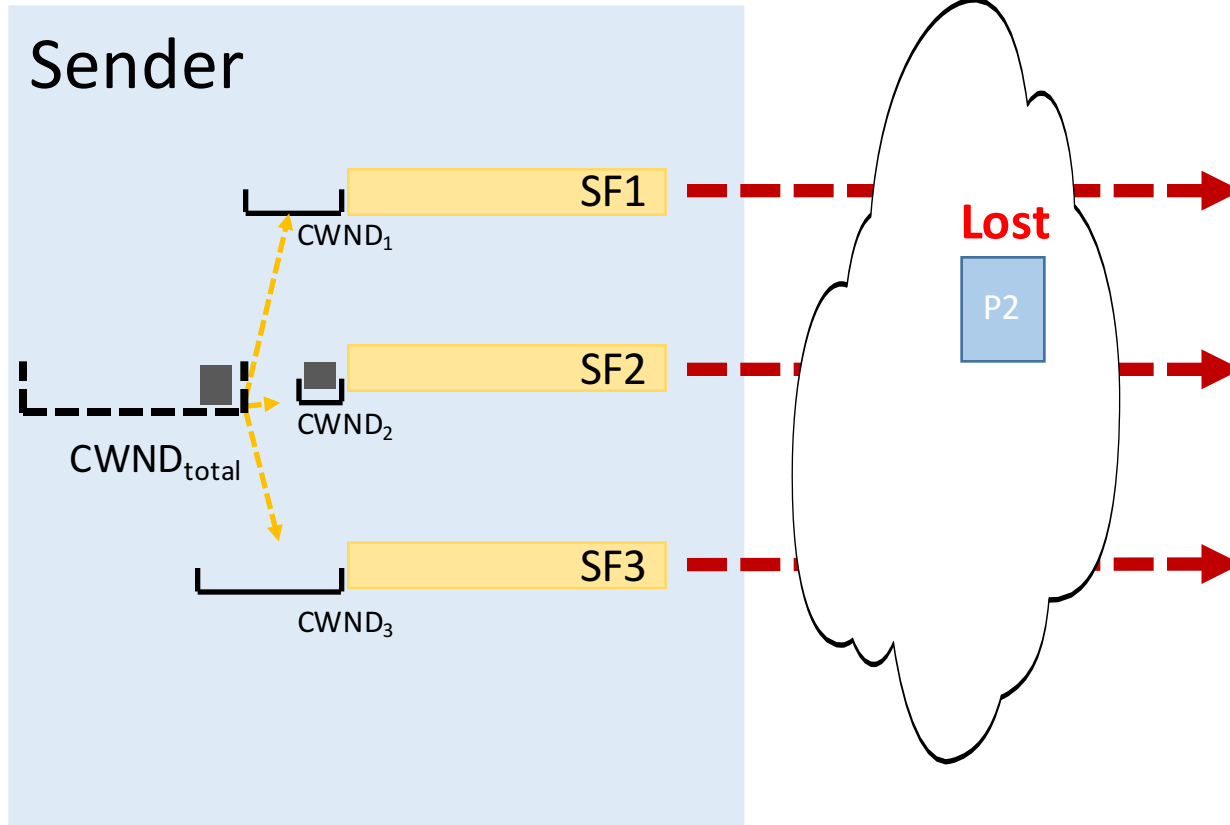 Sender
SF1
CWND₁
Lost
P2
SF2
CWND₂
CWNDₜₒₜₐₗ
SF3
CWND₃